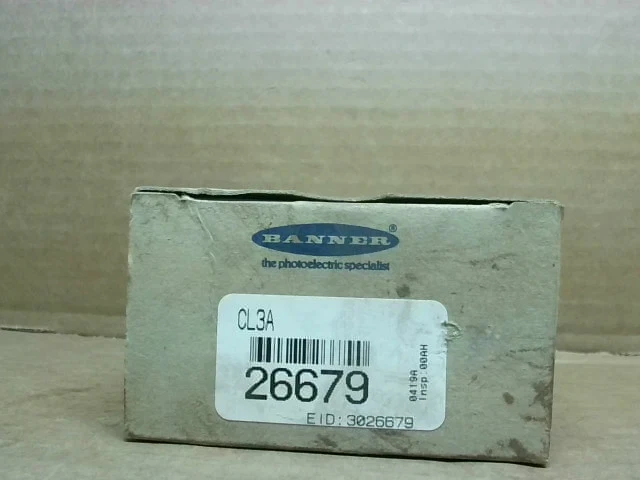 BANNER®
the photoelectric specialist
CL3A
26679
EID: 3026679
0419A
Insp:00AH